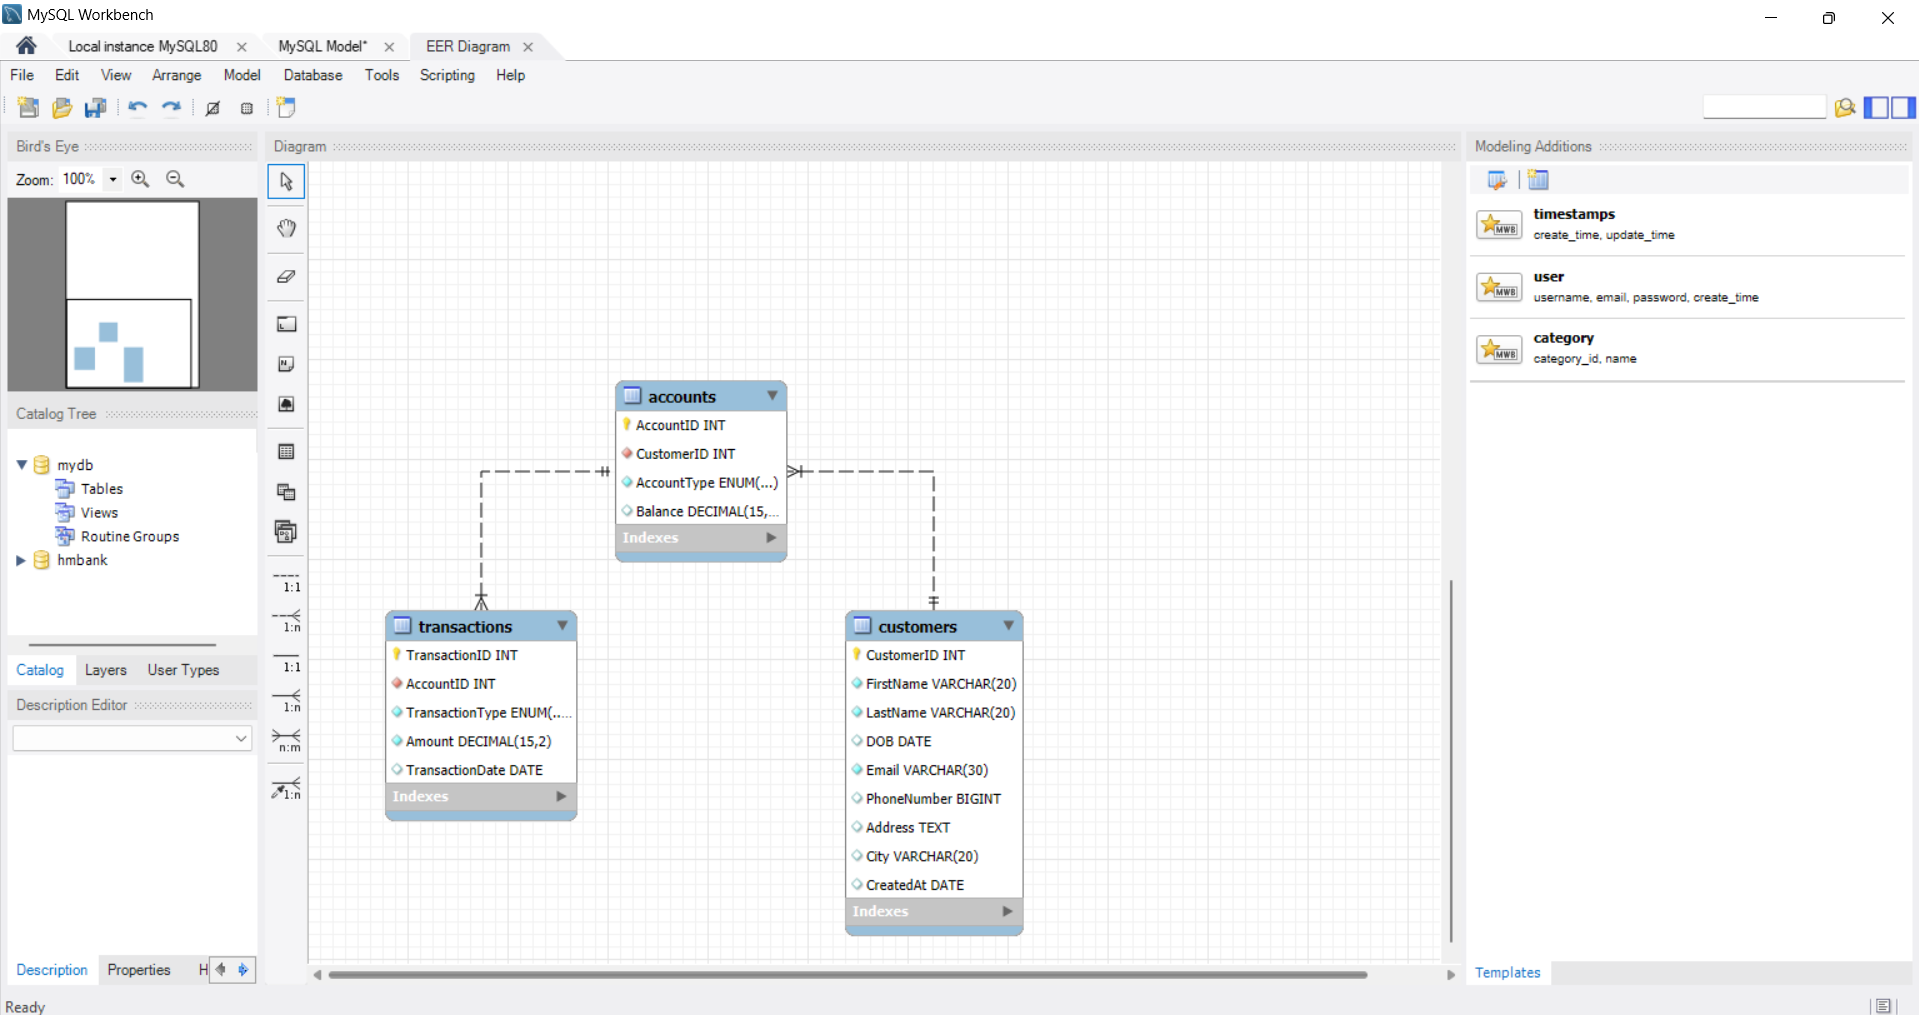 MySQL Workbench
Local instance MySQL80
MySQL Model*
EER Diagram
File Edit View Arrange Model Database Tools Scripting Help
Bird's Eye
Zoom: 100%
Catalog Tree
mydb
Tables
Views
Routine Groups
hmbank
Catalog Layers User Types
Description Editor
Description Properties H
Ready
Diagram
1:1
1:n
1:1
1:n
n:m
1:n
accounts
AccountID INT
CustomerID INT
AccountType ENUM(...)
Balance DECIMAL(15,...
Indexes
transactions
TransactionID INT
AccountID INT
TransactionType ENUM(.....
Amount DECIMAL(15,2)
TransactionDate DATE
Indexes
customers
CustomerID INT
FirstName VARCHAR(20)
LastName VARCHAR(20)
DOB DATE
Email VARCHAR(30)
PhoneNumber BIGINT
Address TEXT
City VARCHAR(20)
CreatedAt DATE
Indexes
Modeling Additions
MWB
timestamps
create_time, update_time
MWB
user
username, email, password, create_time
MWB
category
category_id, name
Templates